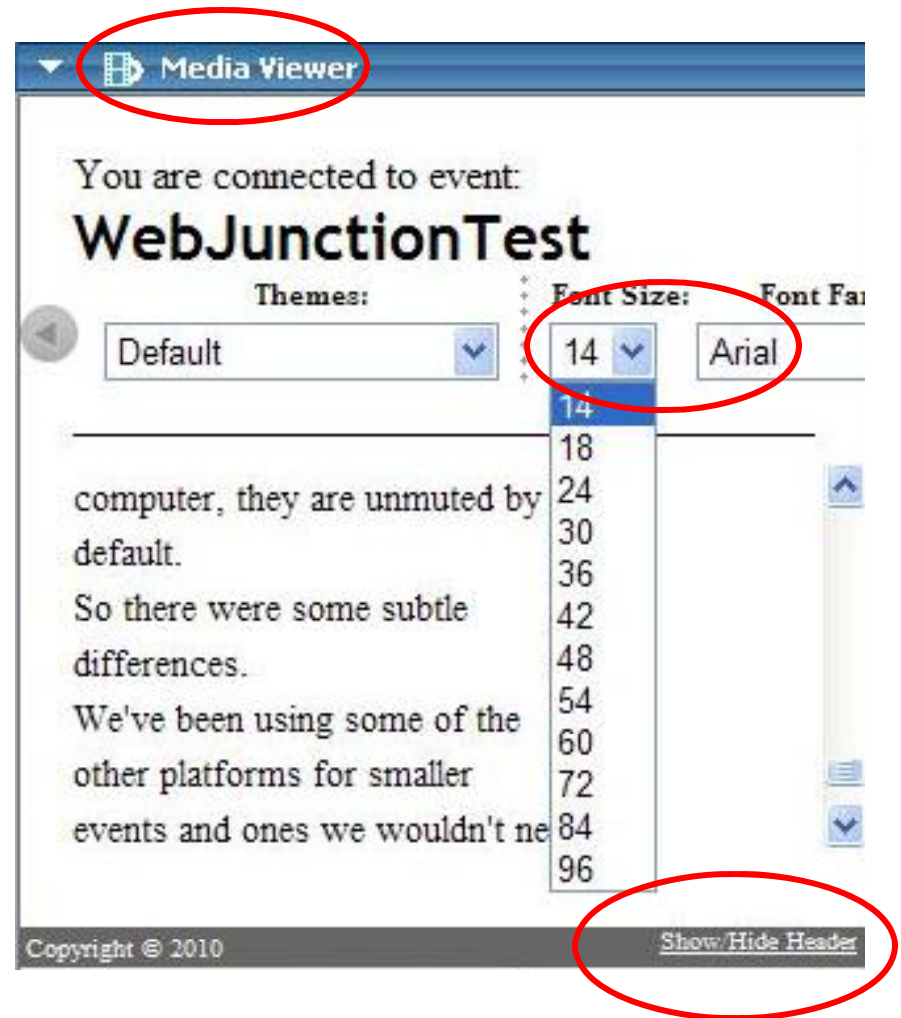 Media Viewer
You are connected to event:
WebJunctionTest
Themes: Font Size: Font Fa
Default 14 Arial
14
18
24
30
36
42
48
54
60
72
84
96
computer, they are unmuted by
default.
So there were some subtle
differences.
We've been using some of the
other platforms for smaller
events and ones we wouldn't ne
Copyright © 2010 Show/Hide Header